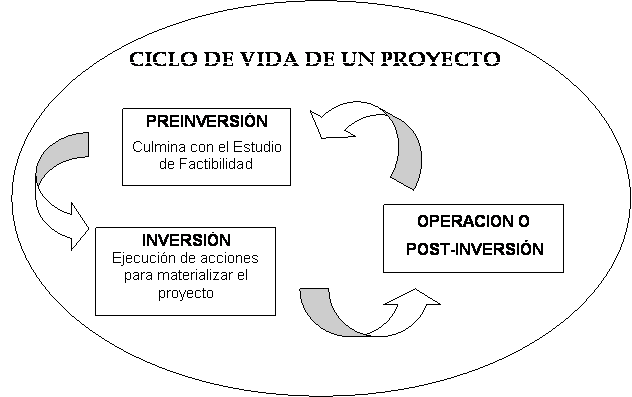 CICLO DE VIDA DE UN PROYECTO
PREINVERSIÓN
Culmina con el Estudio
de Factibilidad
INVERSIÓN
Ejecución de acciones
para materializar el
proyecto
OPERACION O
POST-INVERSIÓN